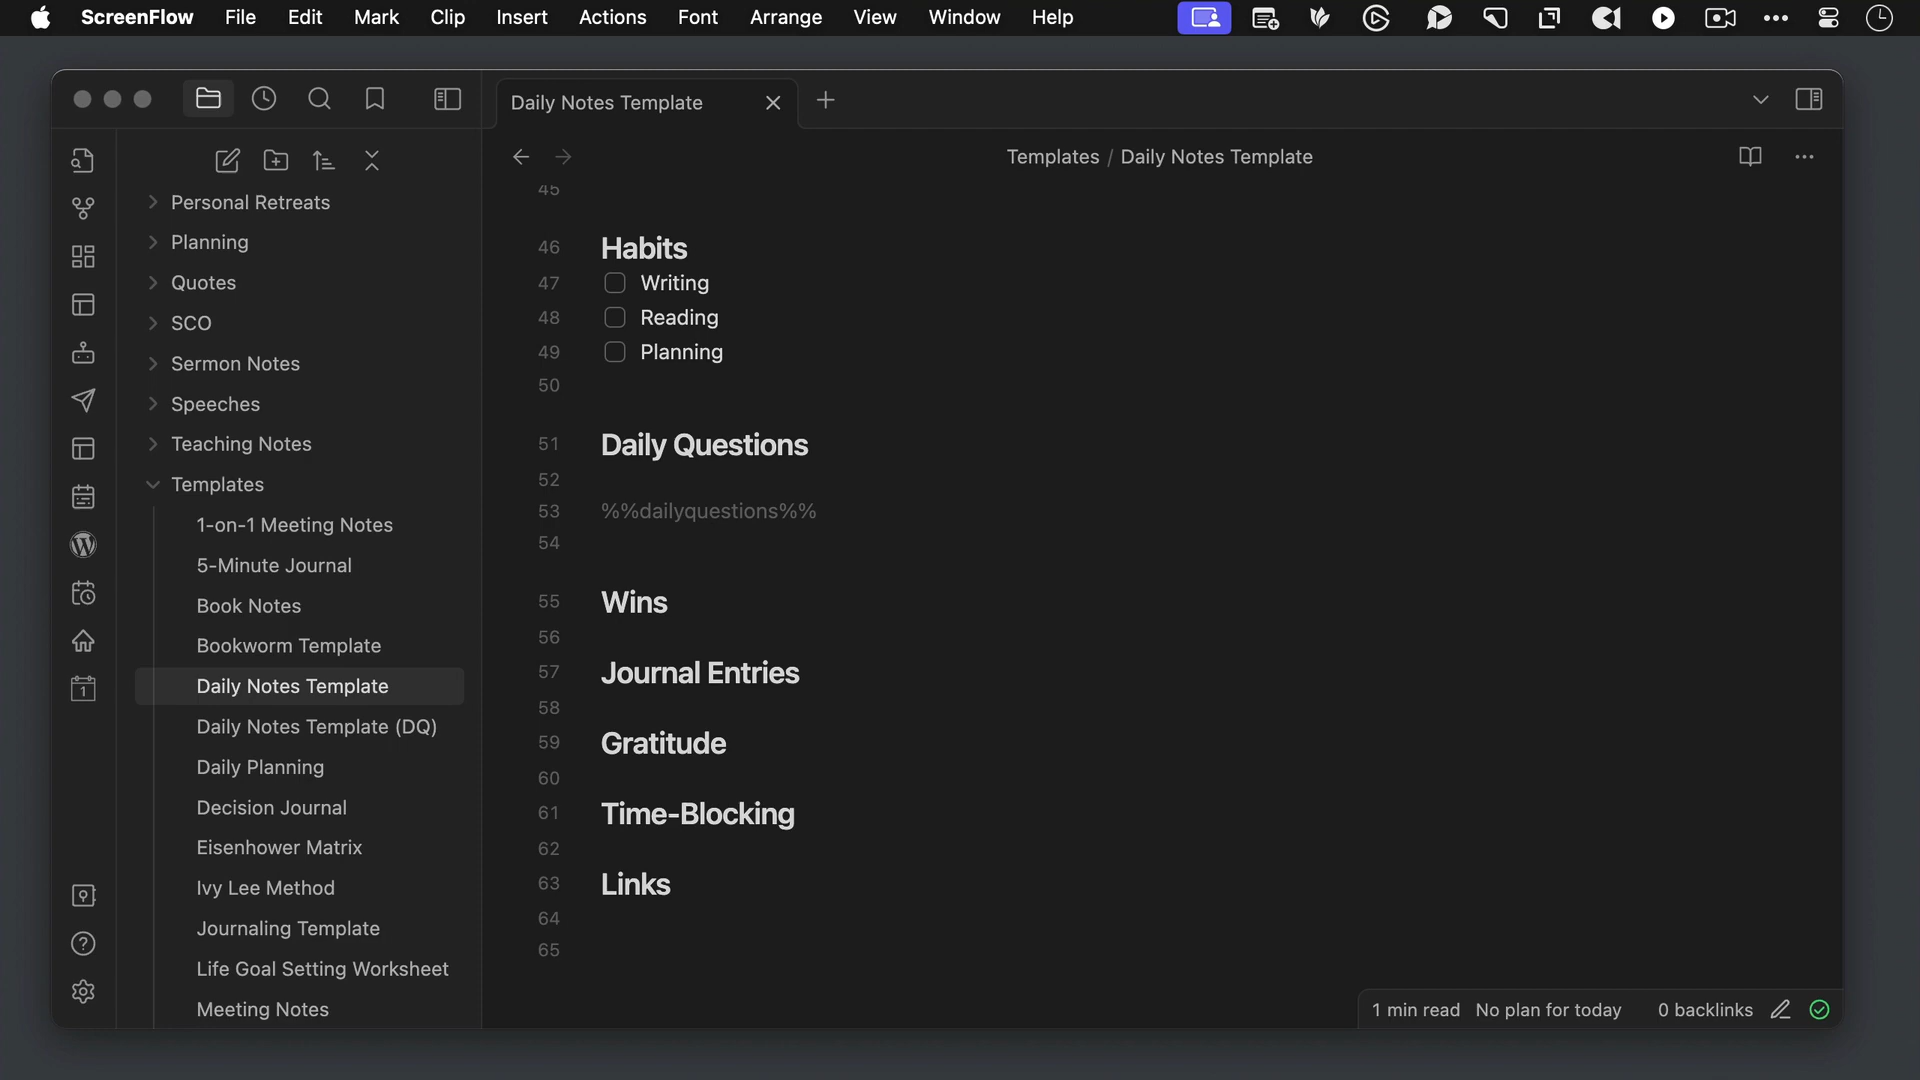 ScreenFlow File Edit Mark Clip Insert Actions Font Arrange View Window Help
Daily Notes Template
Templates / Daily Notes Template
Personal Retreats
Planning
Quotes
SCO
Sermon Notes
Speeches
Teaching Notes
Templates
1-on-1 Meeting Notes
5-Minute Journal
Book Notes
Bookworm Template
Daily Notes Template
Daily Notes Template (DQ)
Daily Planning
Decision Journal
Eisenhower Matrix
Ivy Lee Method
Journaling Template
Life Goal Setting Worksheet
Meeting Notes
1
45
46 Habits
47 Writing
48 Reading
49 Planning
50
51 Daily Questions
52
53 %%dailyquestions%%
54
55 Wins
56
57 Journal Entries
58
59 Gratitude
60
61 Time-Blocking
62
63 Links
64
65
1 min read No plan for today 0 backlinks